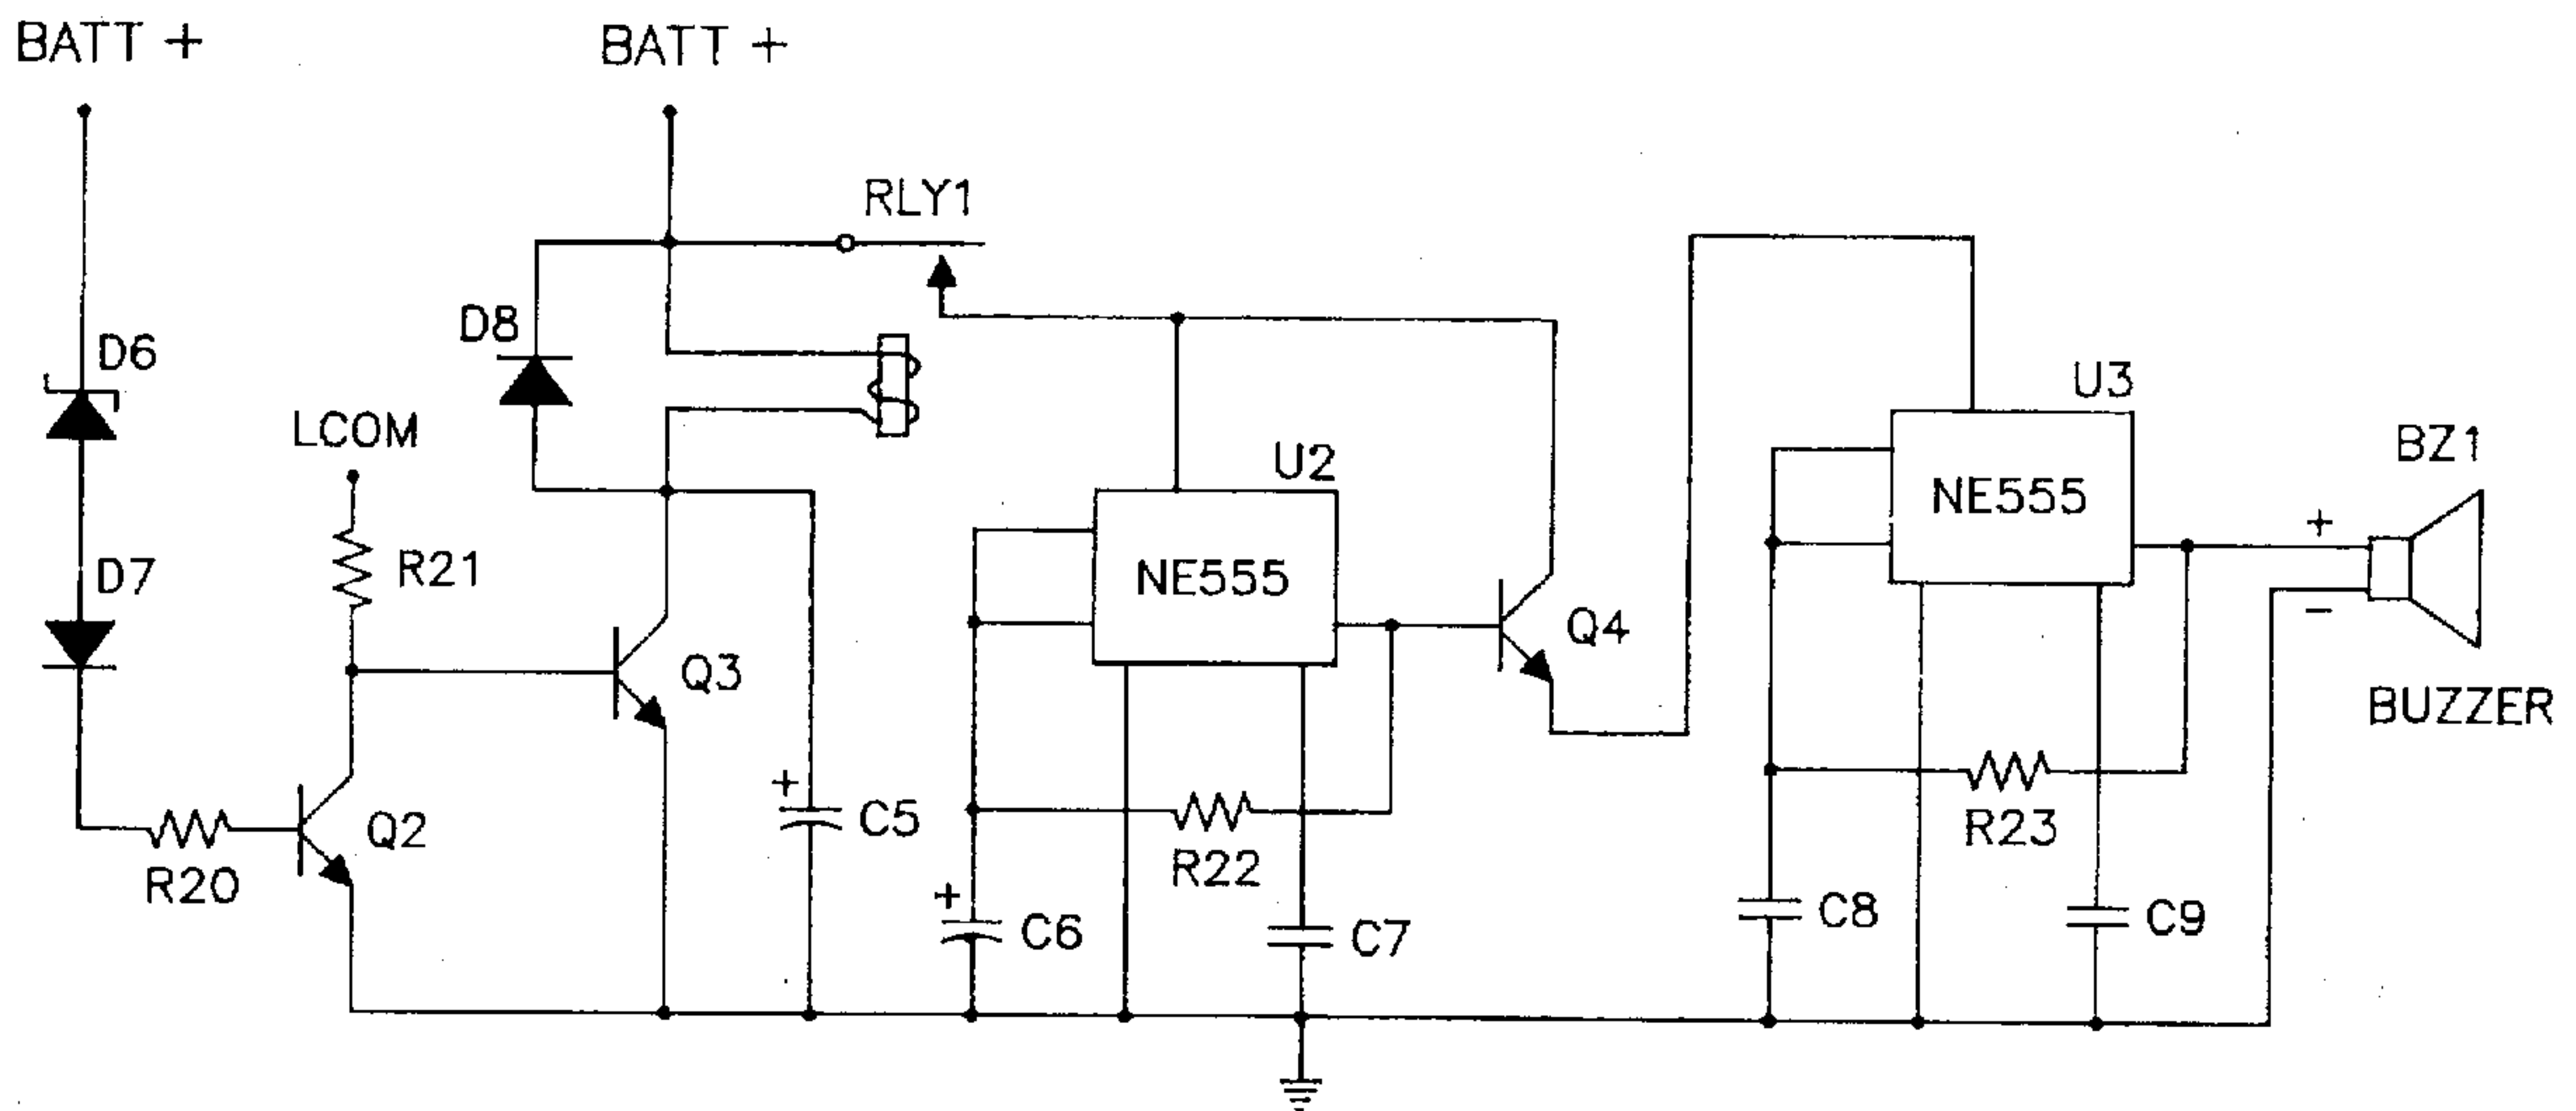 BATT +
BATT +
RLY1
D8
D6
LCOM
U3
U2
BZ1
NE555
NE555
D7
R21
+
Q4
Q3
−
BUZZER
+
C5
Q2
R23
R20
R22
+
C6
C7
C8
C9